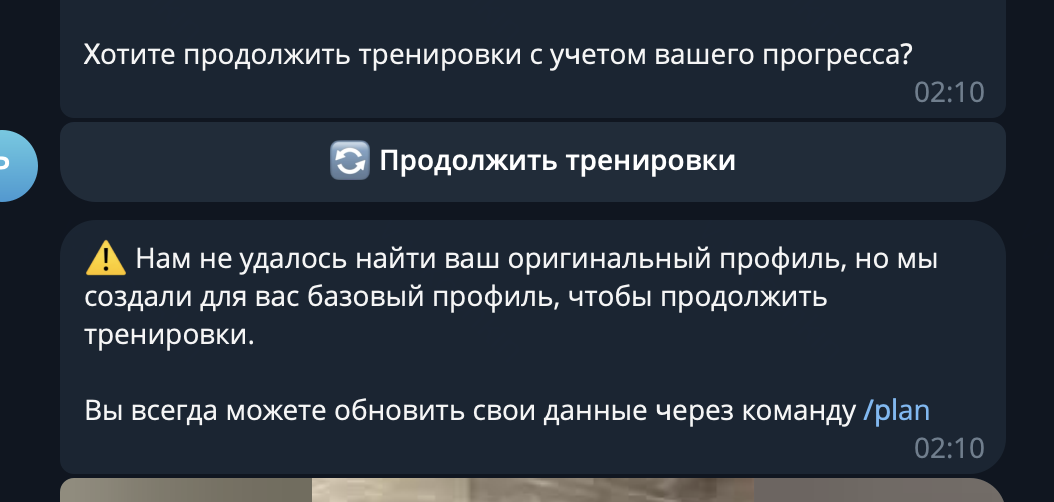 Хотите продолжить тренировки с учетом вашего прогресса?
02:10
Продолжить тренировки
Нам не удалось найти ваш оригинальный профиль, но мы
создали для вас базовый профиль, чтобы продолжить
тренировки.
Вы всегда можете обновить свои данные через команду /plan
02:10